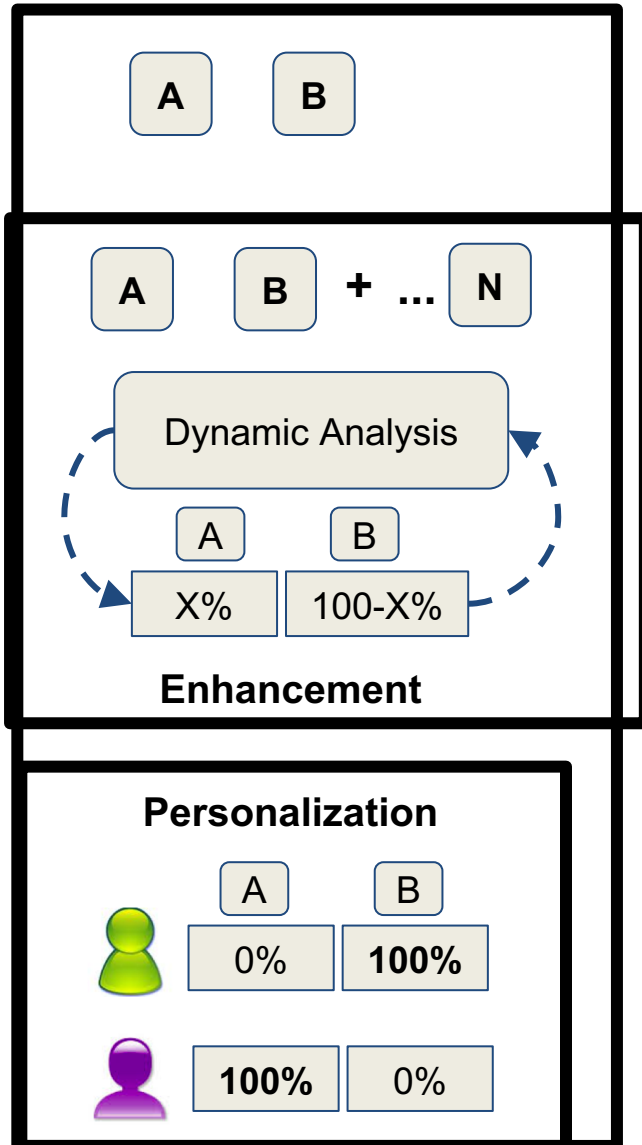 A B
A B + ... N
Dynamic Analysis
A B
X% 100-X%
Enhancement
Personalization
A B
0% 100%
100% 0%